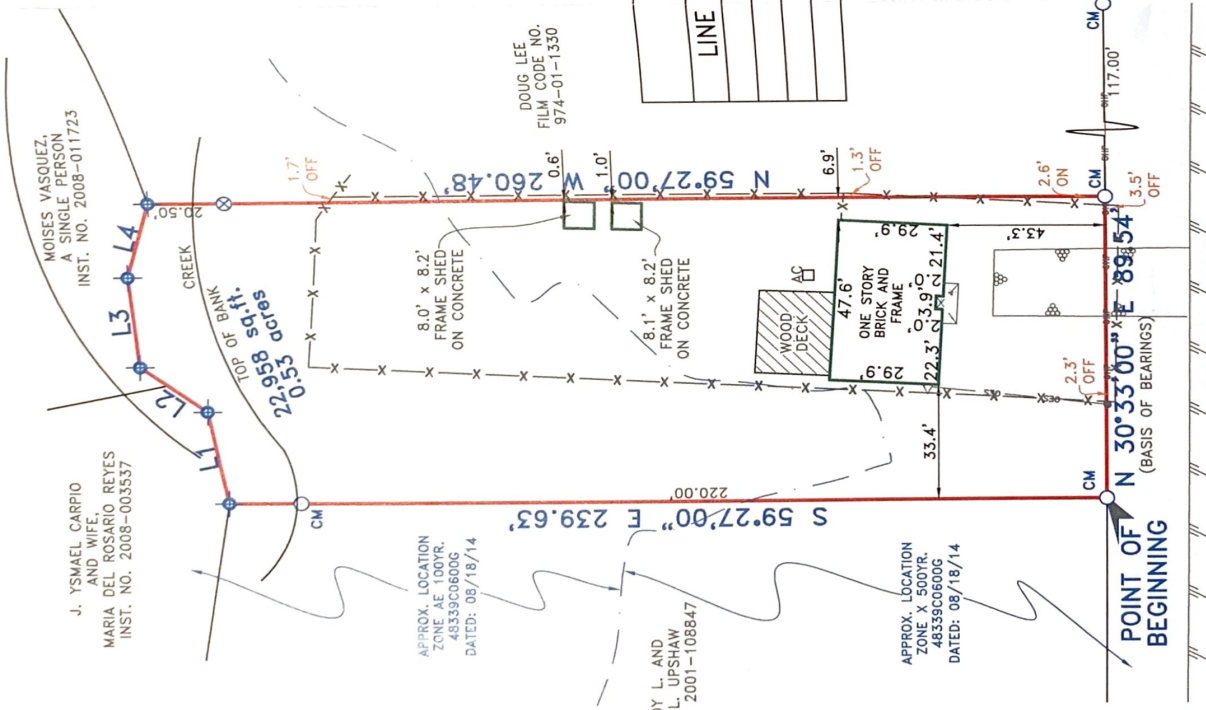 MOISES VASQUEZ,
A SINGLE PERSON
INST. NO. 2008-011723
J. YSMAEL CARPIO
AND WIFE,
MARIA DEL ROSARIO REYES
INST. NO. 2008-003537
L1
L2
L3
L4
20.50'
CREEK
TOP OF BANK
22,958 sq.ft.
0.53 acres
CM
1.7'
OFF
DOUG LEE
FILM CODE NO.
974-01-1330
LINE
8.0' x 8.2'
FRAME SHED
ON CONCRETE
0.6'
1.0'
8.1' x 8.2'
FRAME SHED
ON CONCRETE
N 59°27'00" W 260.48'
6.9'
1.3'
OFF
AC
WOOD
DECK
47.6'
ONE STORY
BRICK AND
FRAME
29.9'
29.9'
22.3'
2.0'
3.9'
2.0'
21.4'
43.3'
33.4'
220.00'
S 59°27'00" E 239.63'
APPROX. LOCATION
ZONE AE 100YR.
48339C0600G
DATED: 08/18/14
L. UPSHAW
2001-108847
APPROX. LOCATION
ZONE X 500YR.
48339C0600G
DATED: 08/18/14
2.6'
ON
3.5'
OFF
2.3'
OFF
CM
CM
CM
117.00'
N 30°33'00" E 89.54'
(BASIS OF BEARINGS)
POINT OF
BEGINNING